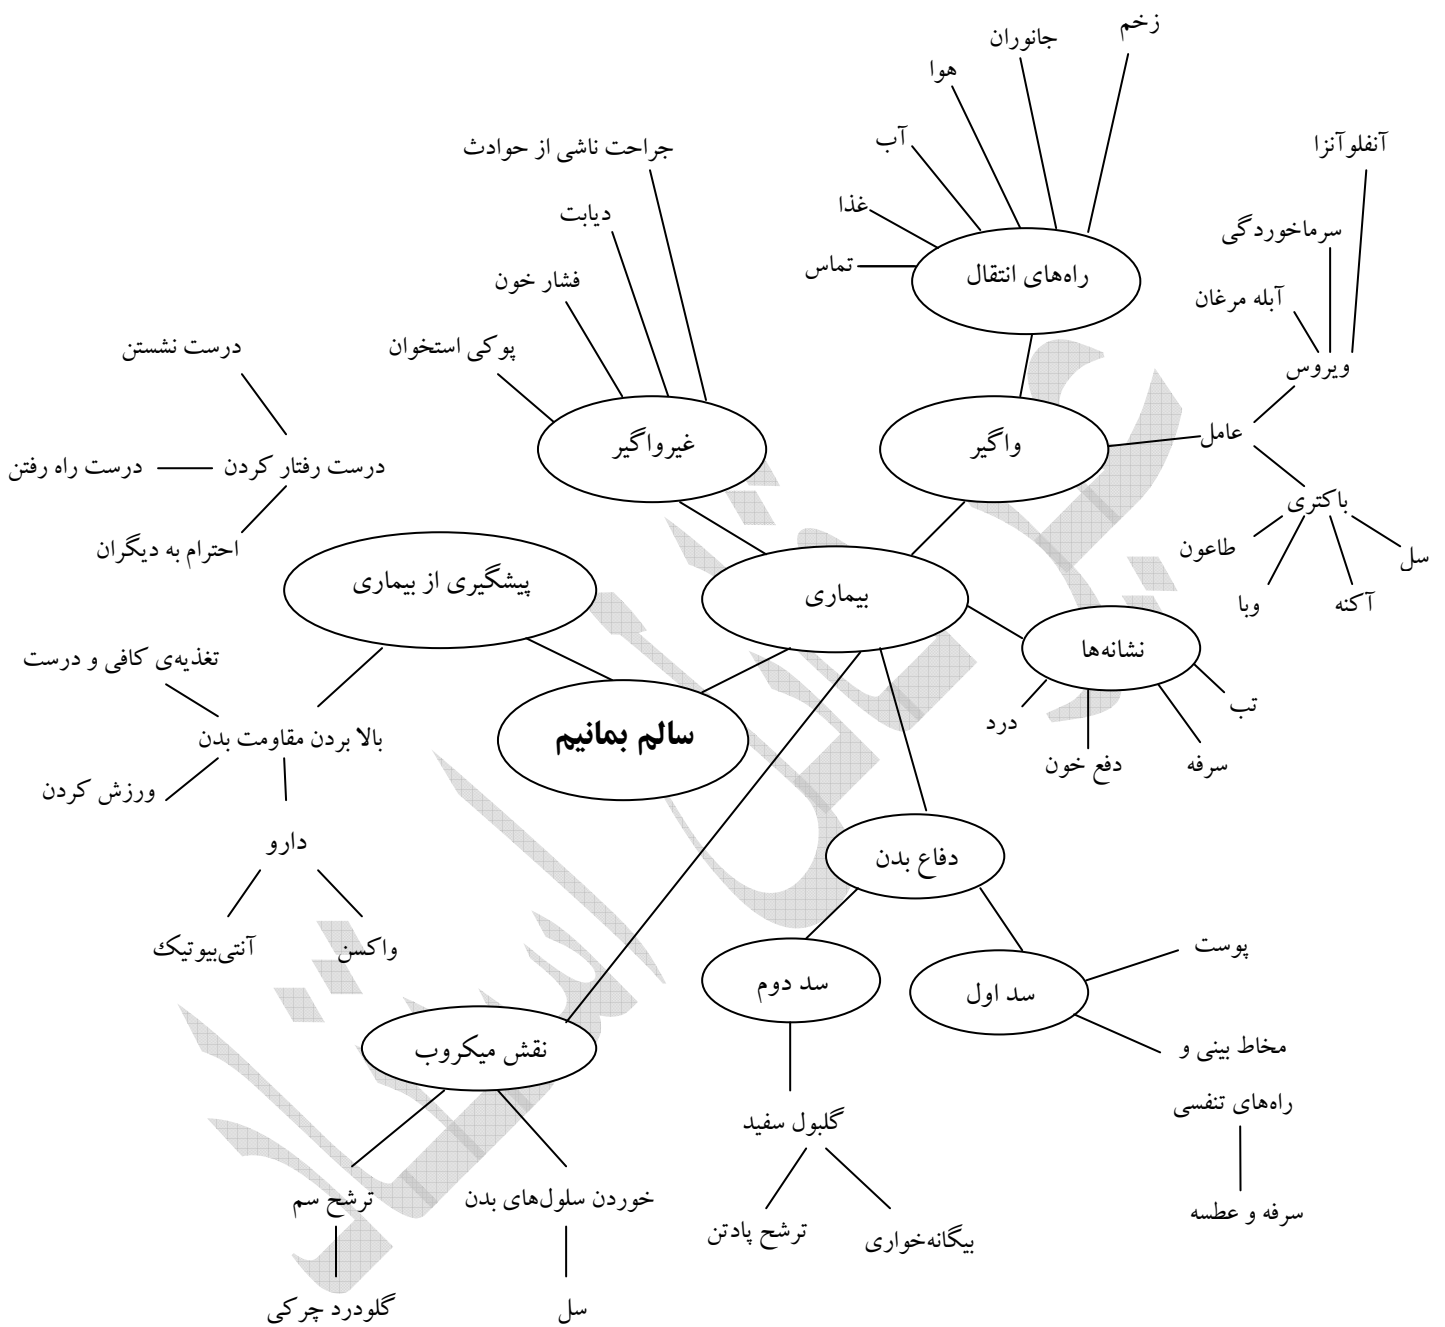 زخم
جانوران
هوا
آب
غذا
تماس
راه‌های انتقال
آنفلوآنزا
سرماخوردگی
آبله مرغان
ویروس
عامل
باکتری
سل
آکنه
وبا
طاعون
واگیر
جراحت ناشی از حوادث
دیابت
فشار خون
پوکی استخوان
غیرواگیر
درست نشستن
درست رفتار کردن
درست راه رفتن
احترام به دیگران
پیشگیری از بیماری
بیماری
نشانه‌ها
تب
سرفه
دفع خون
درد
سالم بمانیم
تغذیه‌ی کافی و درست
بالا بردن مقاومت بدن
ورزش کردن
دارو
واکسن
آنتی‌بیوتیک
دفاع بدن
سد اول
سد دوم
پوست
مخاط بینی و
راه‌های تنفسی
سرفه و عطسه
گلبول سفید
بیگانه‌خواری
ترشح پادتن
نقش میکروب
خوردن سلول‌های بدن
سل
ترشح سم
گلودرد چرکی